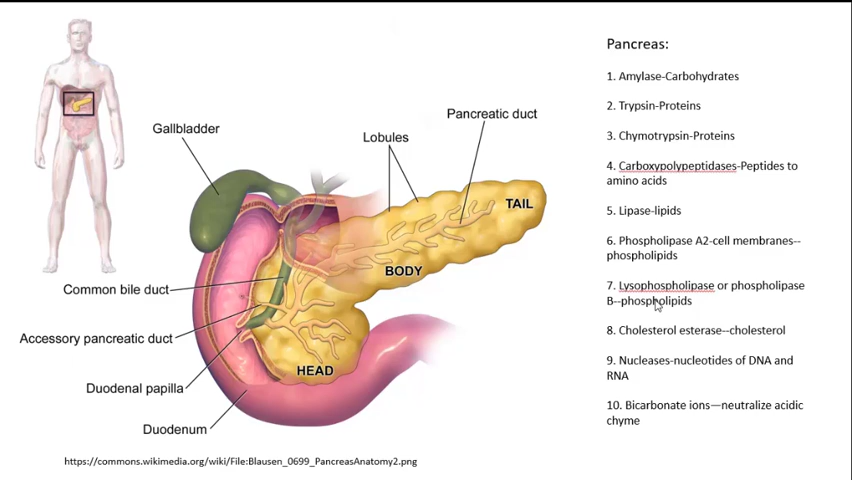 Pancreas:
1. Amylase-Carbohydrates
2. Trypsin-Proteins
3. Chymotrypsin-Proteins
4. Carboxypolypeptidases-Peptides to
amino acids
5. Lipase-lipids
6. Phospholipase A2-cell membranes--
phospholipids
7. Lysophospholipase or phospholipase
B--phospholipids
8. Cholesterol esterase--cholesterol
9. Nucleases-nucleotides of DNA and
RNA
10. Bicarbonate ions—neutralize acidic
chyme
Gallbladder
Pancreatic duct
Lobules
TAIL
BODY
Common bile duct
Accessory pancreatic duct
HEAD
Duodenal papilla
Duodenum
https://commons.wikimedia.org/wiki/File:Blausen_0699_PancreasAnatomy2.png